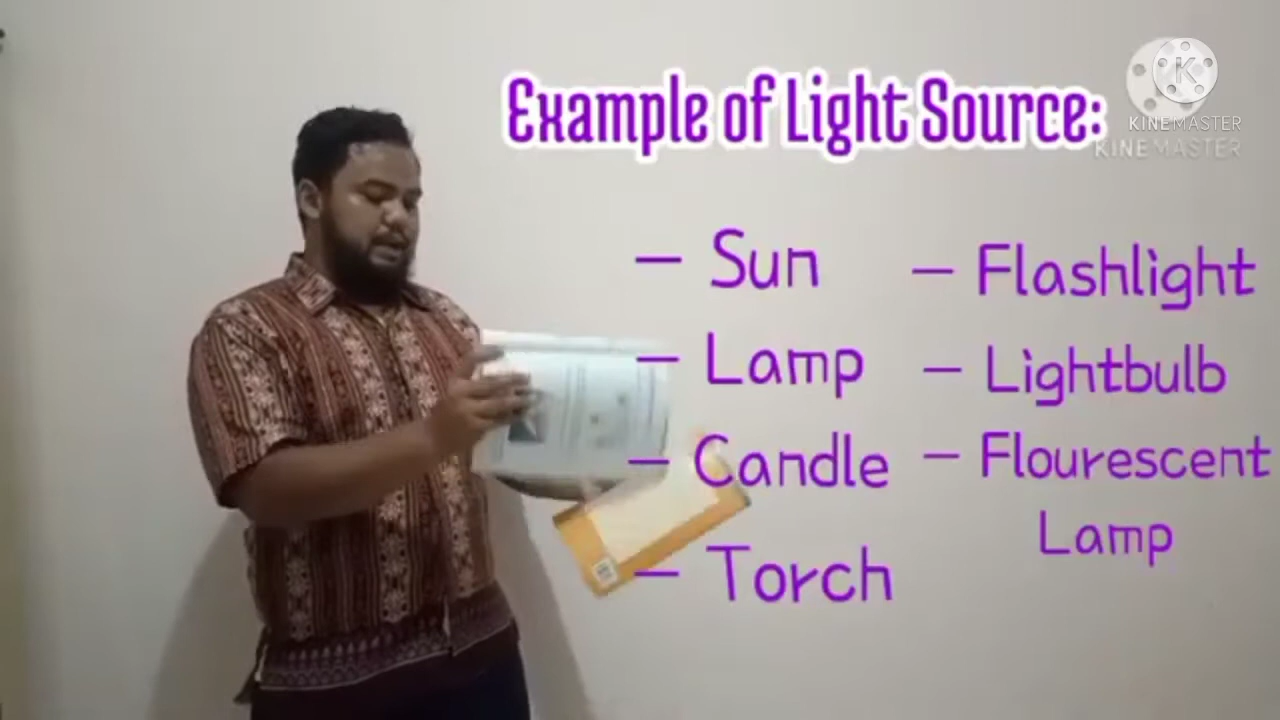 Example of Light Source:
K
KINEMASTER
KINEMASTER
- Sun
- Lamp
- Candle
- Torch
- Flashlight
- Lightbulb
- Flourescent
Lamp